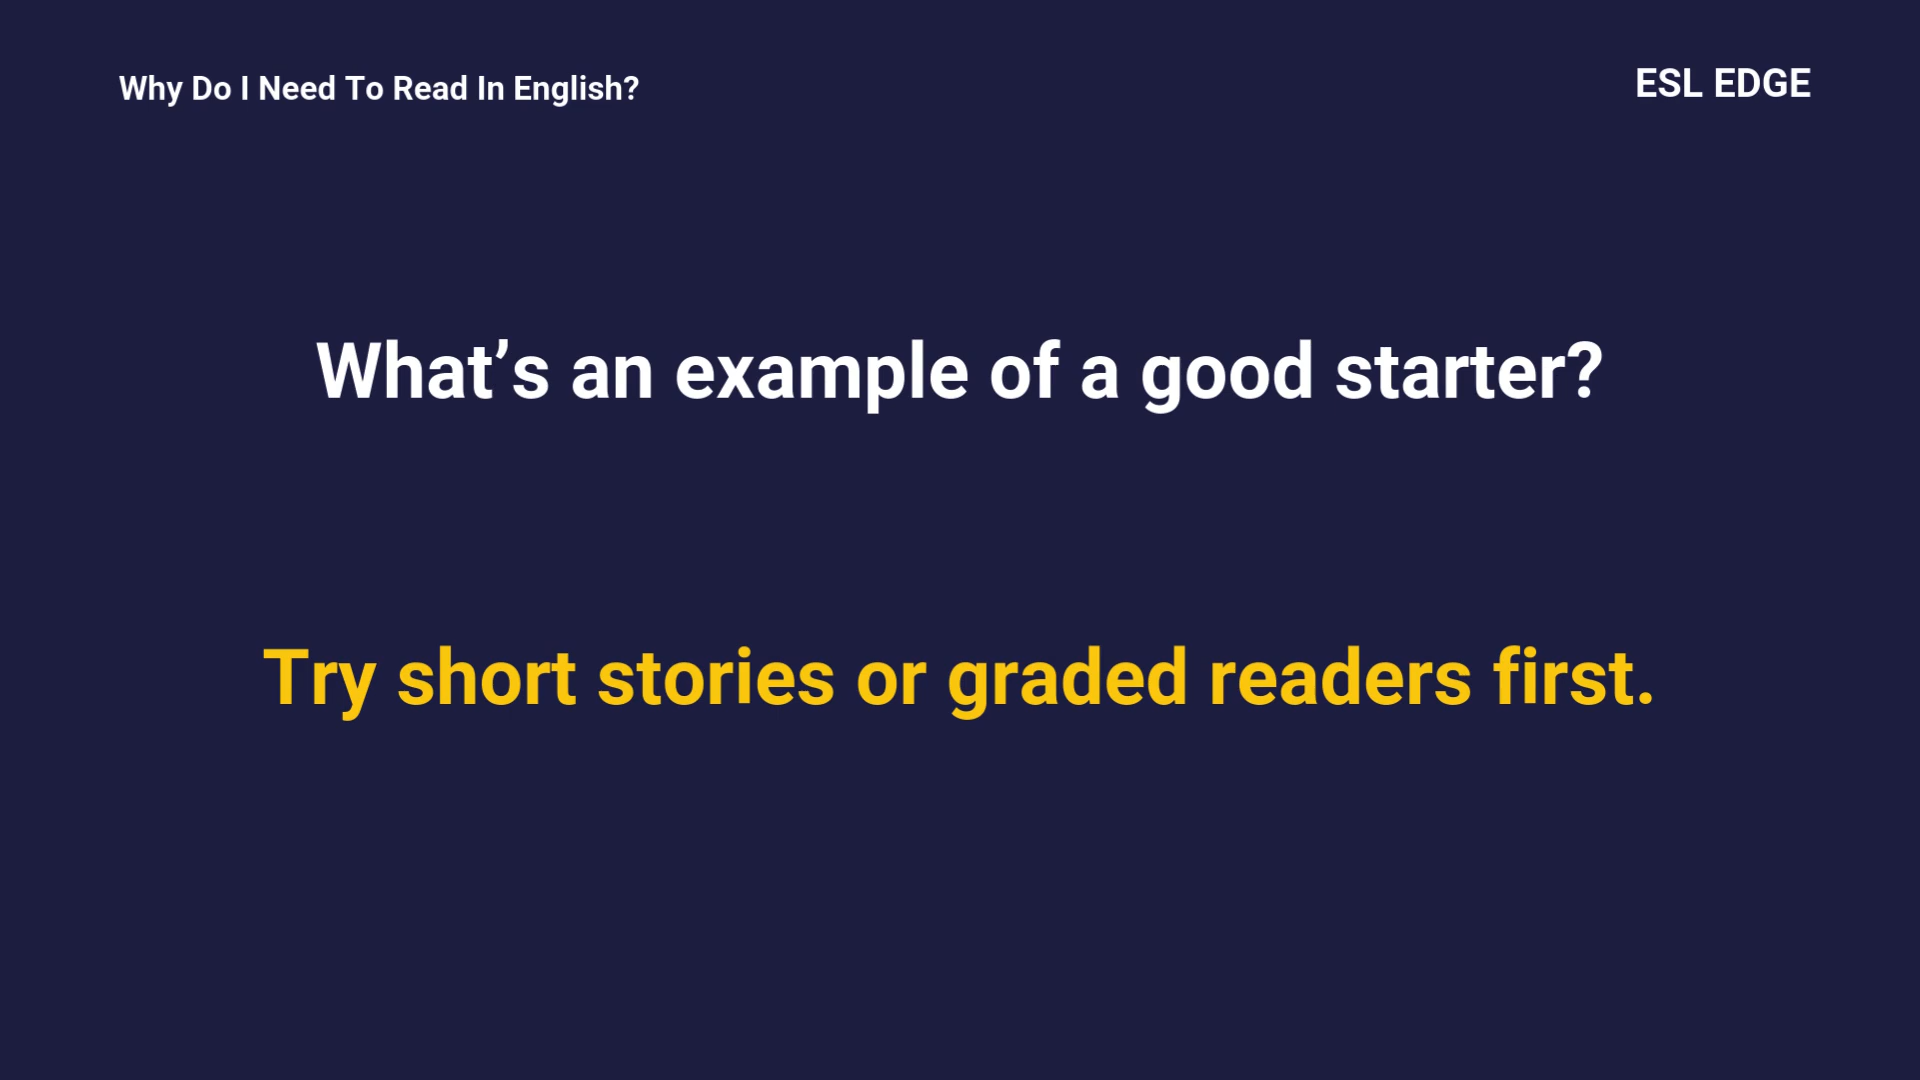 Why Do I Need To Read In English?
ESL EDGE
What’s an example of a good starter?
Try short stories or graded readers first.